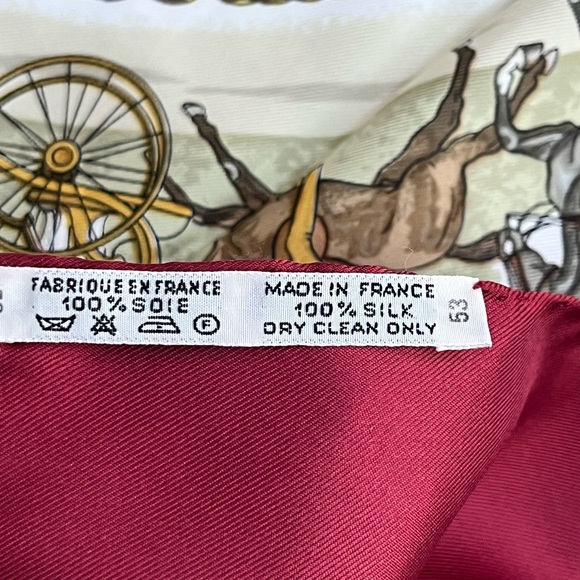 FABRIQUE EN FRANCE
100% SOIE
F
MADE IN FRANCE
100% SILK
DRY CLEAN ONLY
53